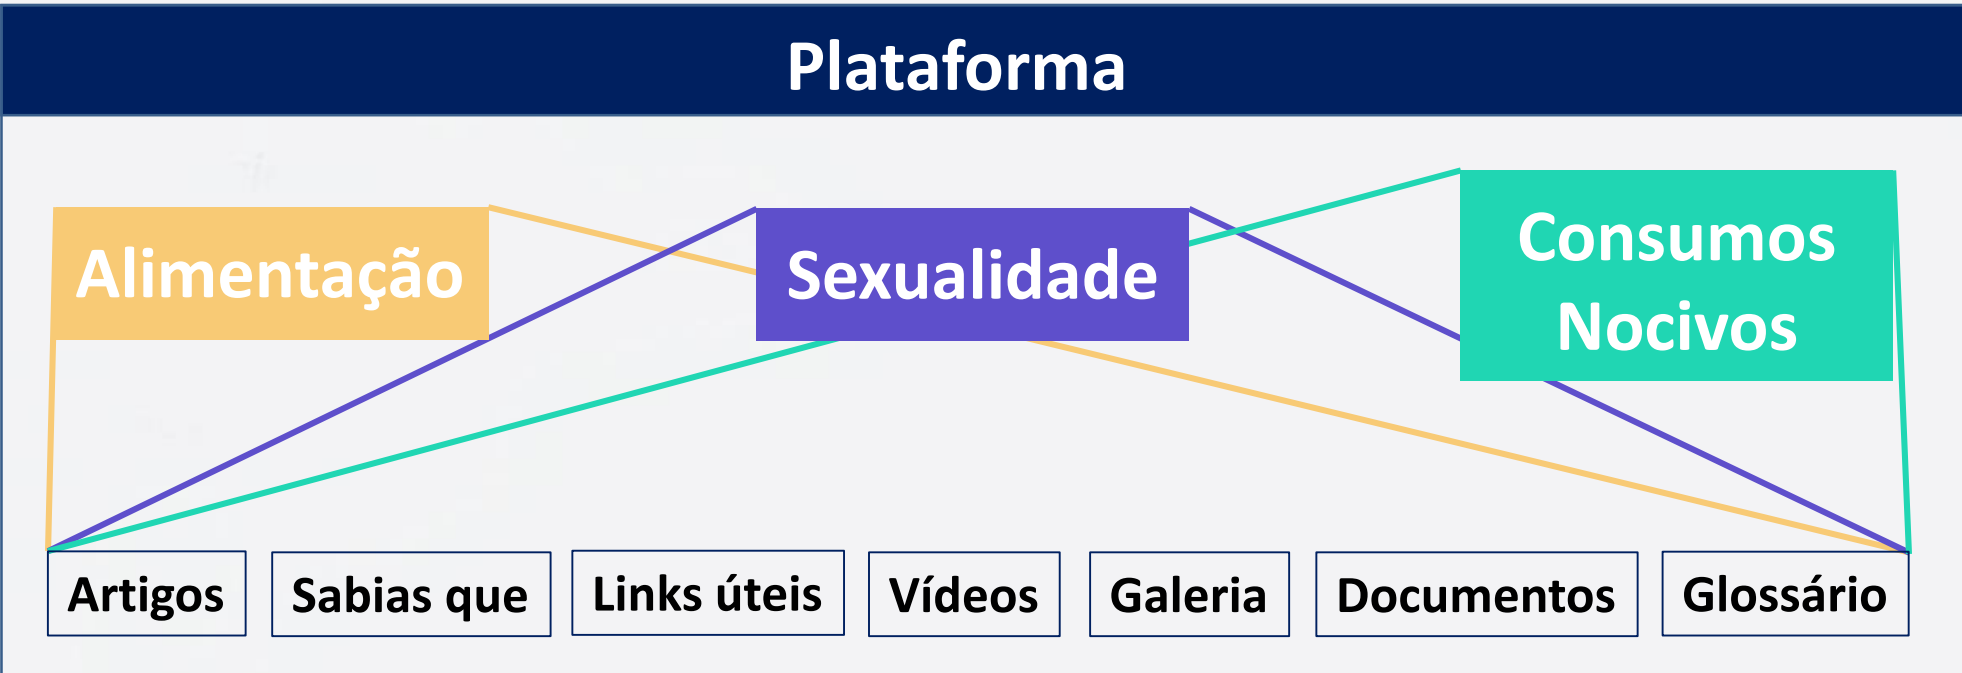 Plataforma
Alimentação
Sexualidade
Consumos
Nocivos
Artigos
Sabias que
Links úteis
Vídeos
Galeria
Documentos
Glossário